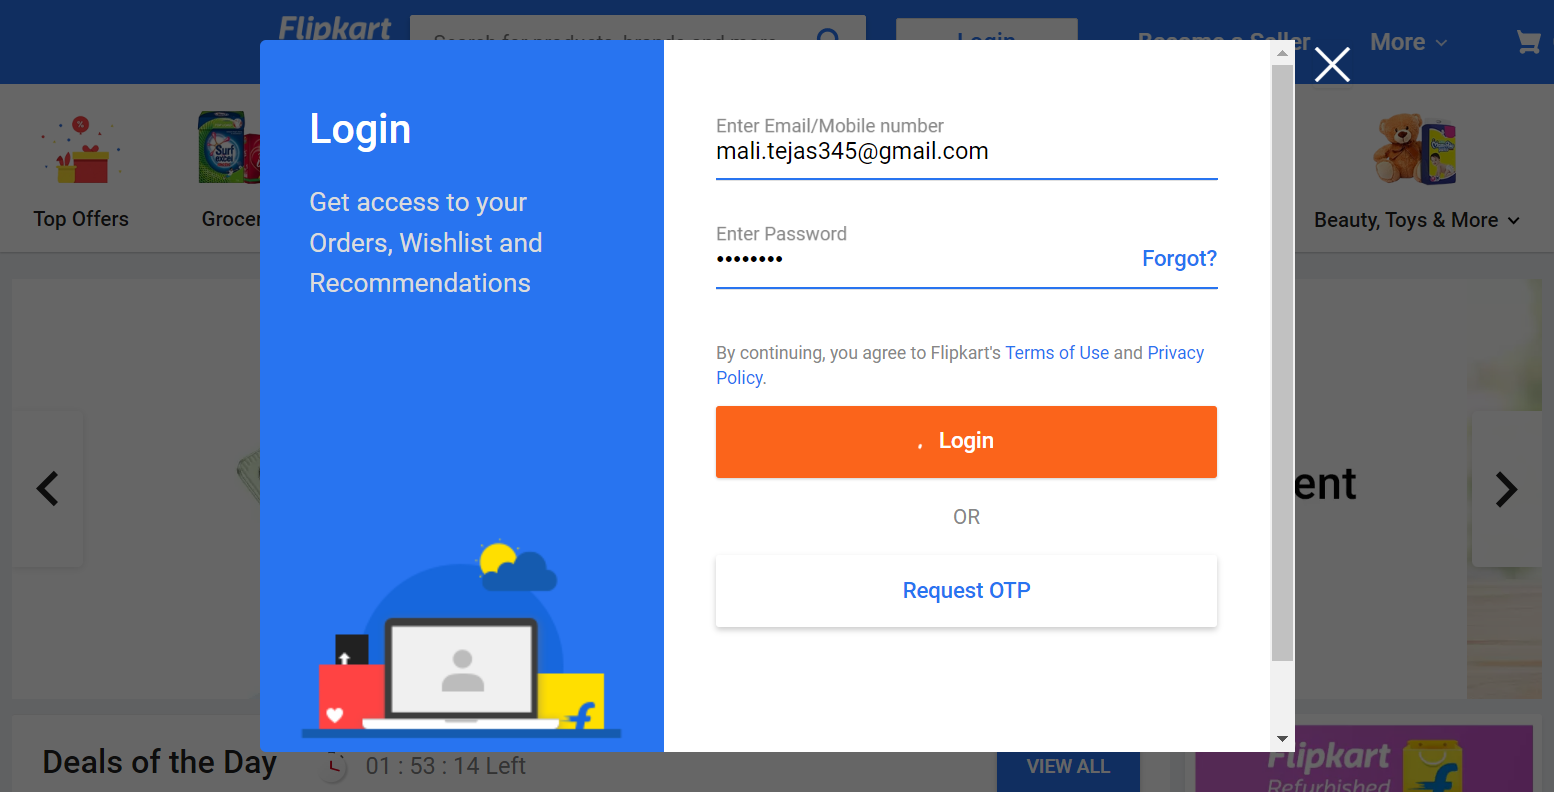 Flipkart
Search for products, brands and more
Login
Become a Seller
More
Top Offers
Surf
excel
Beauty, Toys & More
Login
Get access to your
Orders, Wishlist and
Recommendations
Enter Email/Mobile number
mali.tejas345@gmail.com
Enter Password
••••••••
Forgot?
By continuing, you agree to Flipkart's Terms of Use and Privacy
Policy.
Login
OR
Request OTP
ent
Deals of the Day
01 : 53 : 14 Left
VIEW ALL
Flipkart
Refurbished